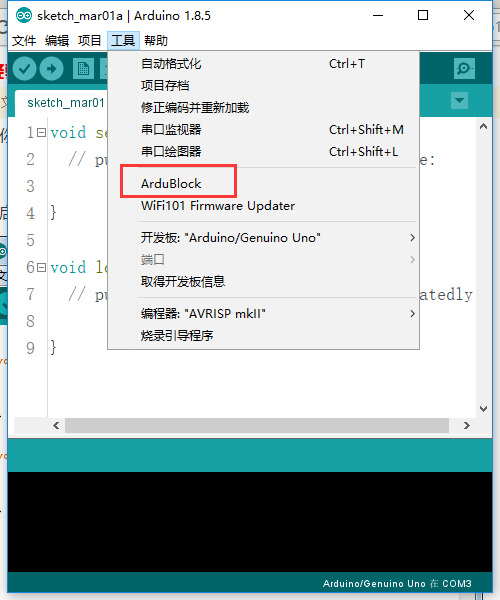 sketch_mar01a | Arduino 1.8.5
文件 编辑 项目 工具 帮助
自动格式化 Ctrl+T
项目存档
修正编码并重新加载
串口监视器 Ctrl+Shift+M
串口绘图器 Ctrl+Shift+L
ArduBlock
WiFi101 Firmware Updater
开发板: "Arduino/Genuino Uno"
端口
取得开发板信息
编程器: "AVRISP mkII"
烧录引导程序
sketch_mar01
1 void se
2 // pu e:
3
4 }
5
6 void lo
7 // pu atedly
8
9 }
Arduino/Genuino Uno 在 COM3